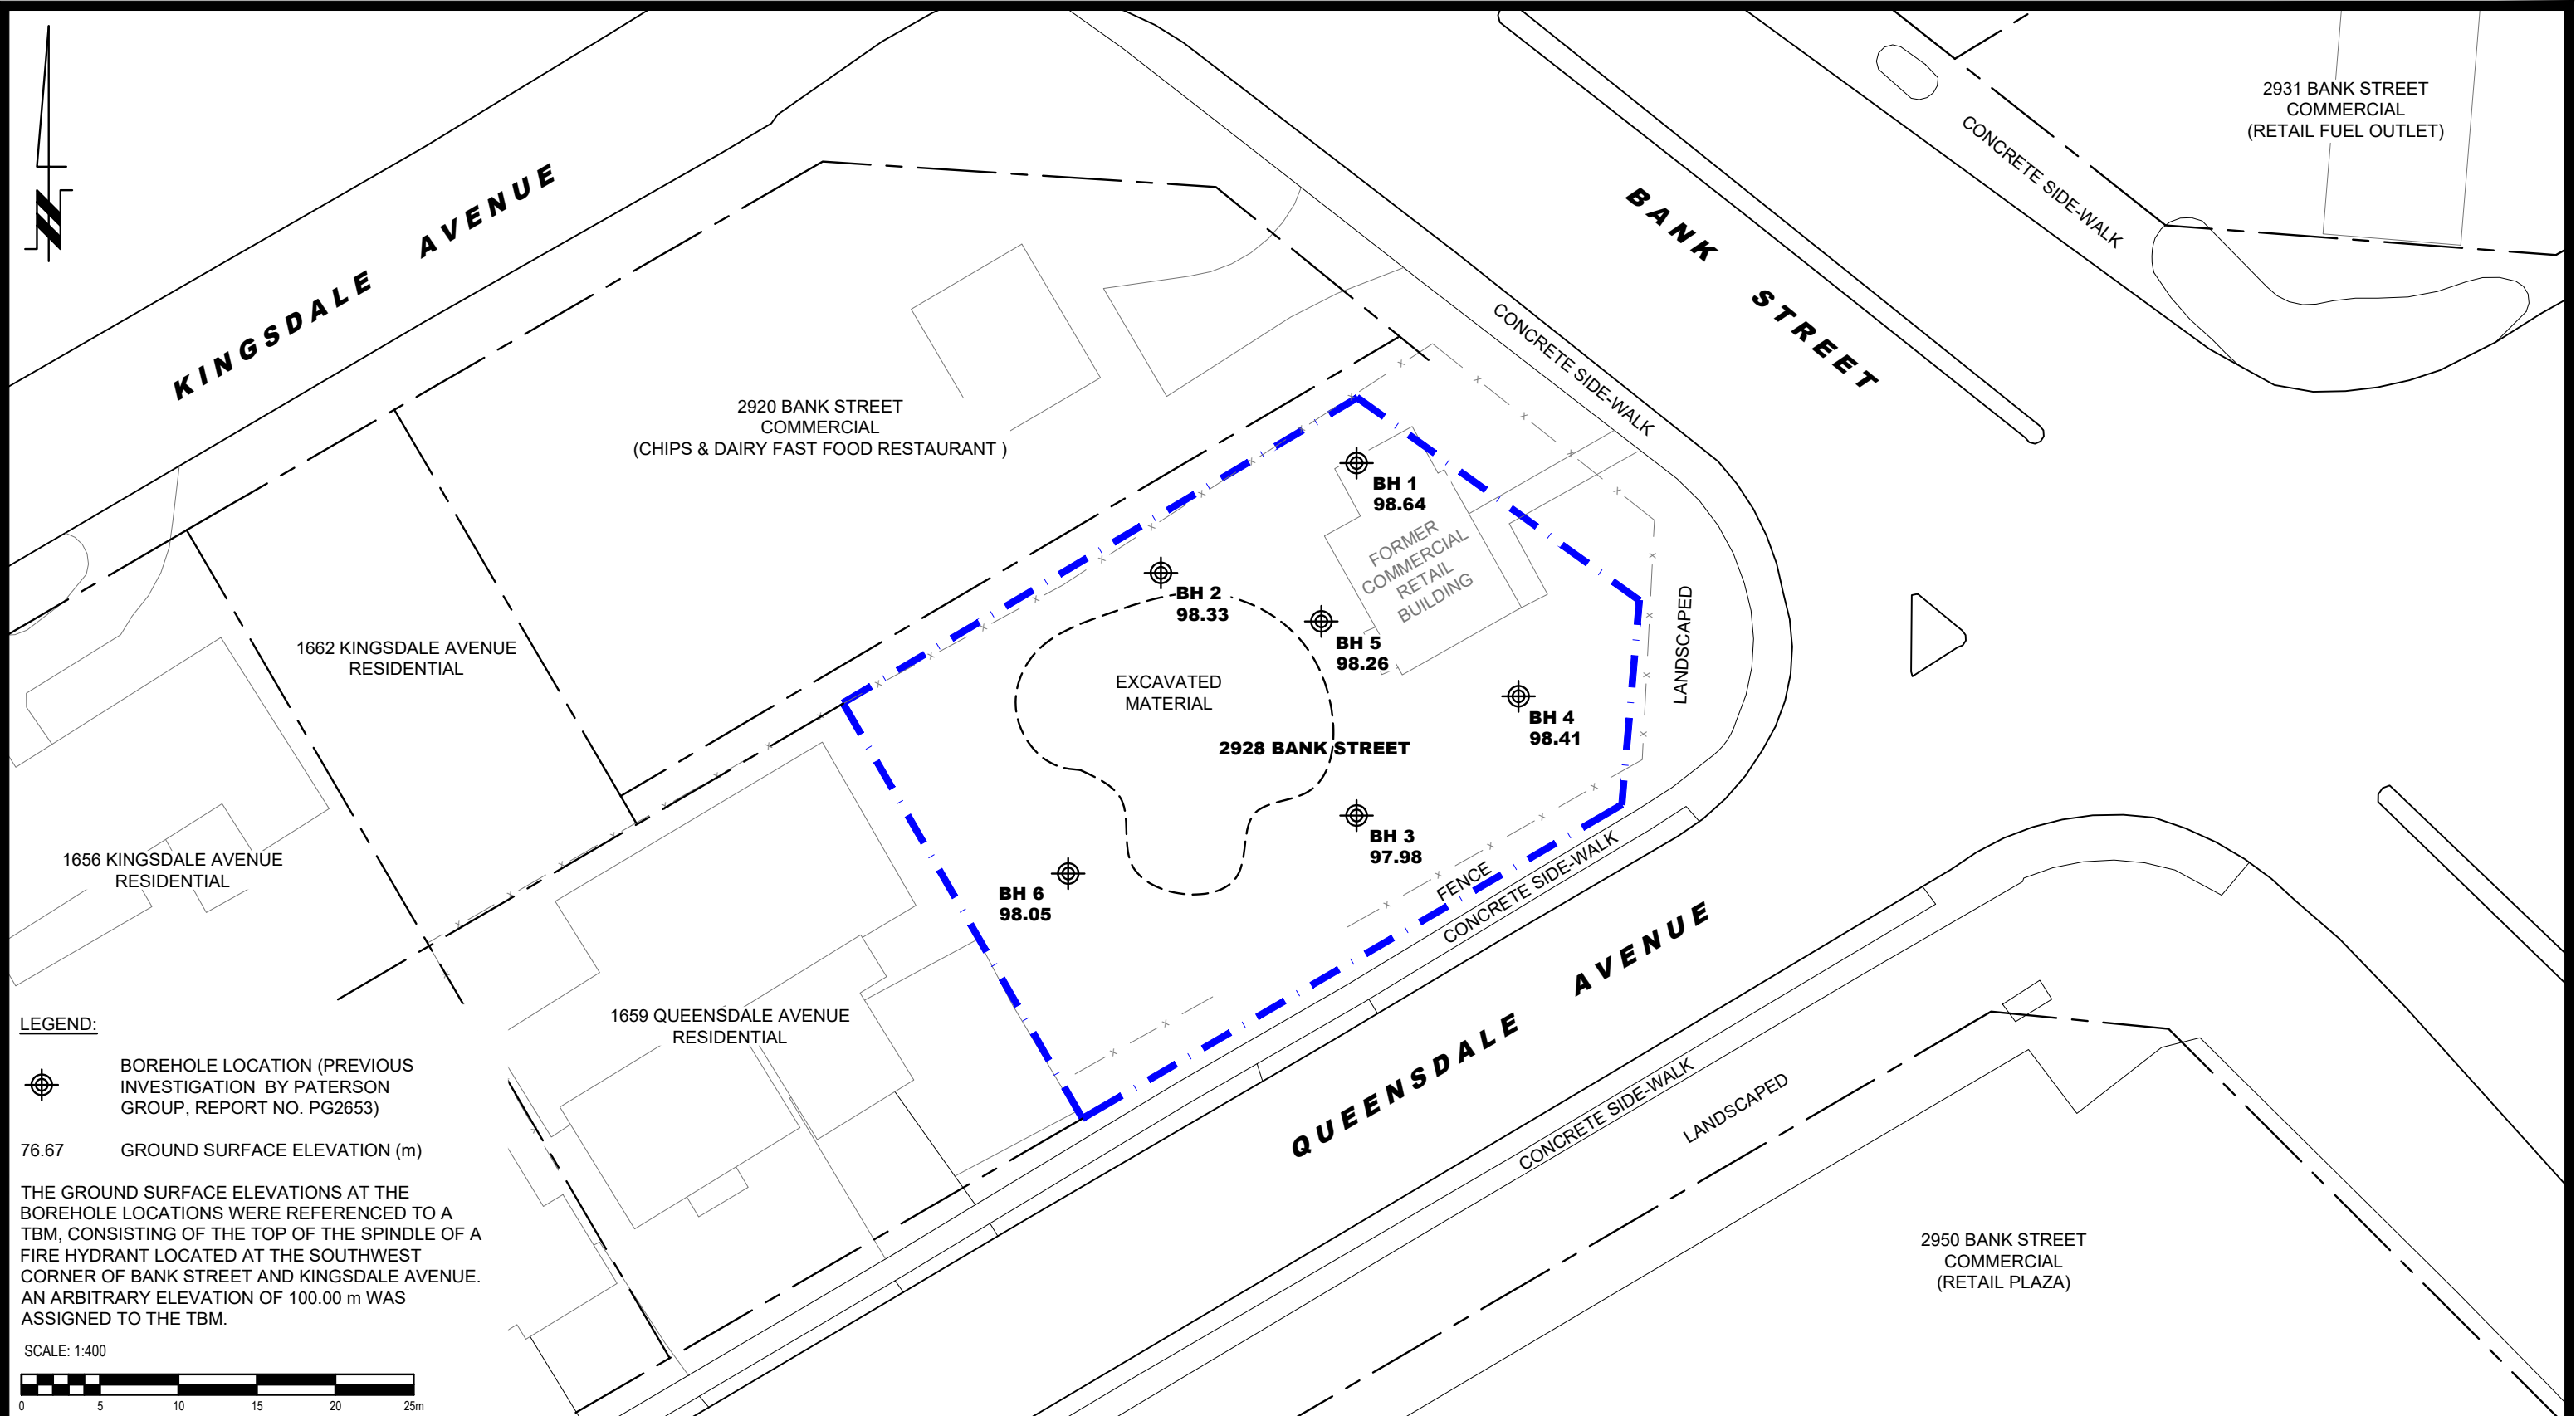 N
KINGSDALE AVENUE
BANK STREET
2931 BANK STREET
COMMERCIAL
(RETAIL FUEL OUTLET)
CONCRETE SIDE-WALK
CONCRETE SIDE-WALK
2920 BANK STREET
COMMERCIAL
(CHIPS & DAIRY FAST FOOD RESTAURANT )
BH 1
98.64
FORMER
COMMERCIAL
RETAIL
BUILDING
BH 2
98.33
BH 5
98.26
LANDSCAPED
1662 KINGSDALE AVENUE
RESIDENTIAL
EXCAVATED
MATERIAL
BH 4
98.41
2928 BANK STREET
BH 3
97.98
1656 KINGSDALE AVENUE
RESIDENTIAL
BH 6
98.05
FENCE
CONCRETE SIDE-WALK
QUEENSDALE AVENUE
1659 QUEENSDALE AVENUE
RESIDENTIAL
CONCRETE SIDE-WALK
LANDSCAPED
2950 BANK STREET
COMMERCIAL
(RETAIL PLAZA)
LEGEND:
BOREHOLE LOCATION (PREVIOUS
INVESTIGATION BY PATERSON
GROUP, REPORT NO. PG2653)
76.67 GROUND SURFACE ELEVATION (m)
THE GROUND SURFACE ELEVATIONS AT THE
BOREHOLE LOCATIONS WERE REFERENCED TO A
TBM, CONSISTING OF THE TOP OF THE SPINDLE OF A
FIRE HYDRANT LOCATED AT THE SOUTHWEST
CORNER OF BANK STREET AND KINGSDALE AVENUE.
AN ARBITRARY ELEVATION OF 100.00 m WAS
ASSIGNED TO THE TBM.
SCALE: 1:400
0 5 10 15 20 25m